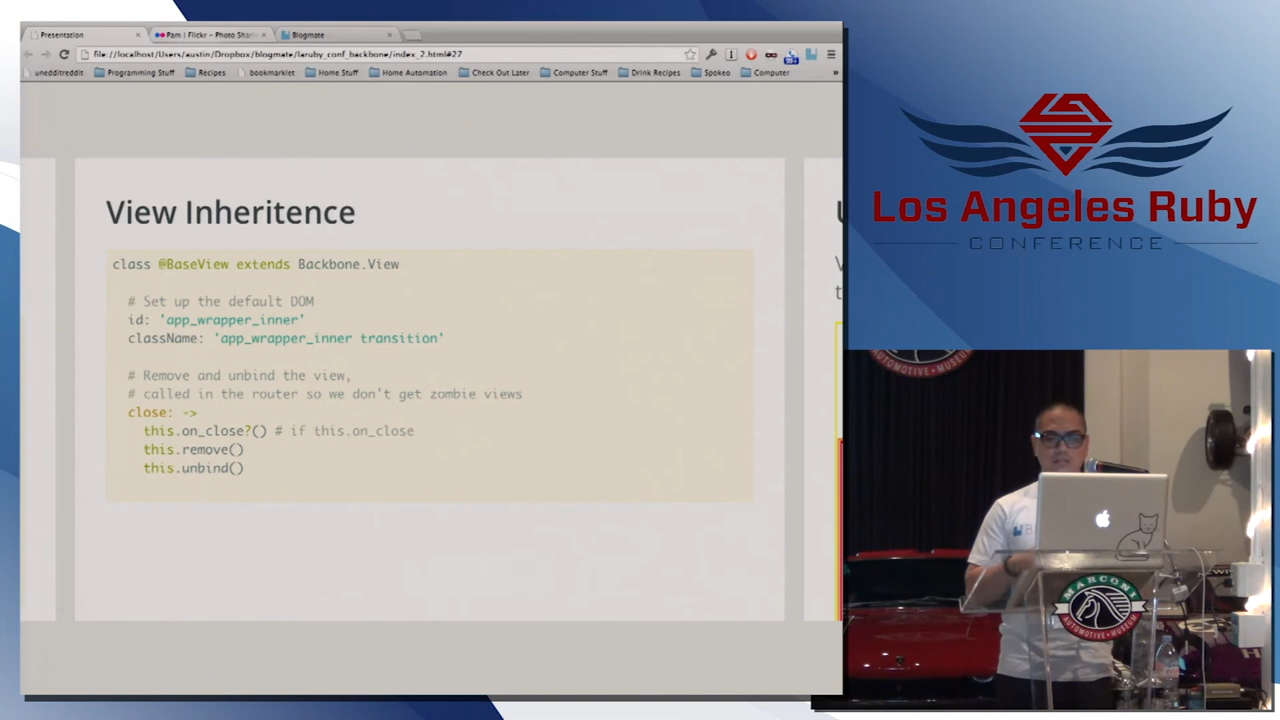 Presentation
Pam | Flickr - Photo Shari
Blogmate
file://localhost/Users/austin/Dropbox/blogmate/laruby_conf_backbone/index_2.html#27
unedditreddit
Programming Stuff
Recipes
bookmarklet
Home Stuff
Home Automation
Check Out Later
Computer Stuff
Drink Recipes
Spokeo
Computer
View Inheritence
class @BaseView extends Backbone.View
# Set up the default DOM
id: 'app_wrapper_inner'
className: 'app_wrapper_inner transition'
# Remove and unbind the view,
# called in the router so we don't get zombie views
close: ->
this.on_close?() # if this.on_close
this.remove()
this.unbind()
Los Angeles Ruby
CONFERENCE
AUTOMOTIVE MUSEUM
MARCONI
AUTOMOTIVE MUSEUM